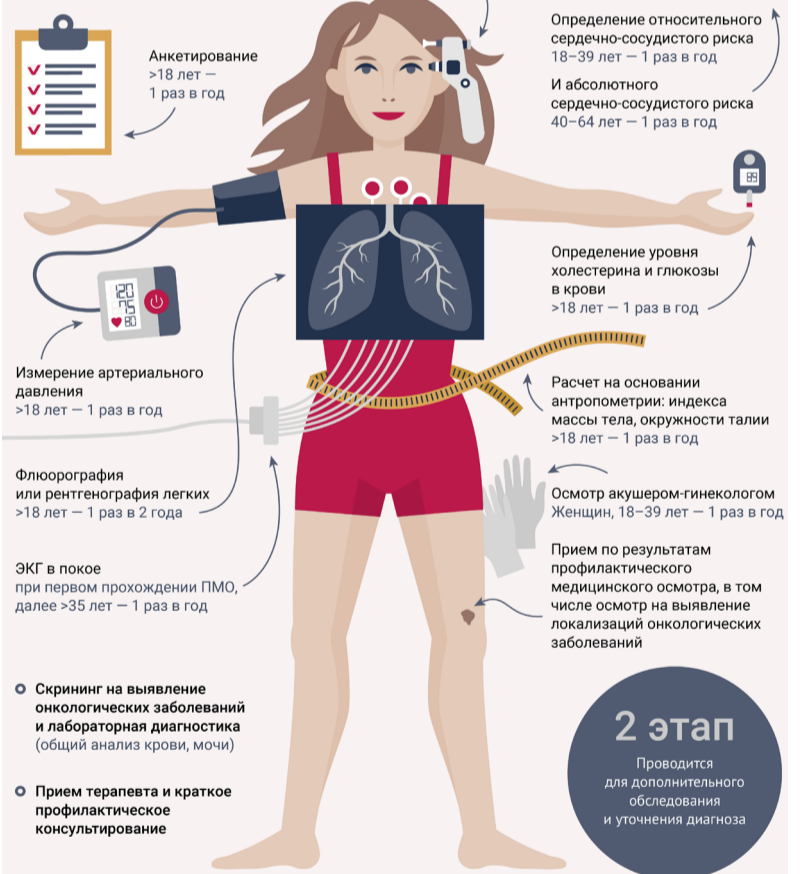 Анкетирование
>18 лет —
1 раз в год
Определение относительного
сердечно-сосудистого риска
18–39 лет — 1 раз в год
И абсолютного
сердечно-сосудистого риска
40–64 лет — 1 раз в год
89
Определение уровня
холестерина и глюкозы
в крови
>18 лет — 1 раз в год
120
75
80
Измерение артериального
давления
>18 лет — 1 раз в год
Расчет на основании
антропометрии: индекса
массы тела, окружности талии
>18 лет — 1 раз в год
Флюорография
или рентгенография легких
>18 лет — 1 раз в 2 года
Осмотр акушером-гинекологом
Женщин, 18–39 лет — 1 раз в год
ЭКГ в покое
при первом прохождении ПМО,
далее >35 лет — 1 раз в год
Прием по результатам
профилактического
медицинского осмотра, в том
числе осмотр на выявление
локализаций онкологических
заболеваний
Скрининг на выявление
онкологических заболеваний
и лабораторная диагностика
(общий анализ крови, мочи)
Прием терапевта и краткое
профилактическое
консультирование
2 этап
Проводится
для дополнительного
обследования
и уточнения диагноза